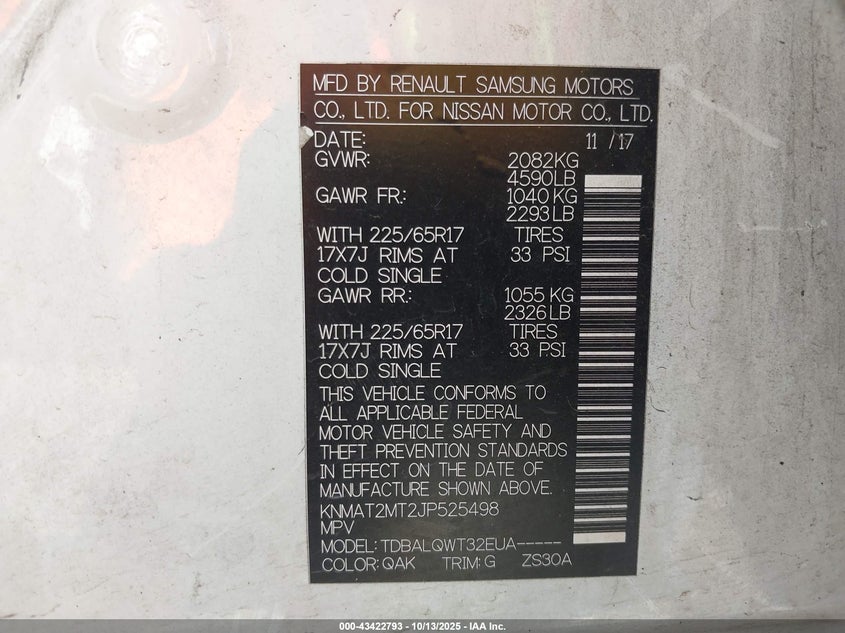 MFD BY RENAULT SAMSUNG MOTORS
CO., LTD. FOR NISSAN MOTOR CO., LTD.
DATE: 11 / 17
GVWR: 2082KG
4590LB
GAWR FR.: 1040 KG
2293 LB
WITH 225/65R17 TIRES
17X7J RIMS AT 33 PSI
COLD SINGLE
GAWR RR.: 1055 KG
2326 LB
WITH 225/65R17 TIRES
17X7J RIMS AT 33 PSI
COLD SINGLE
THIS VEHICLE CONFORMS TO
ALL APPLICABLE FEDERAL
MOTOR VEHICLE SAFETY AND
THEFT PREVENTION STANDARDS
IN EFFECT ON THE DATE OF
MANUFACTURE SHOWN ABOVE.
KNMAT2MT2JP525498
MPV
MODEL: TDBALQWT32EUA-----
COLOR: QAK TRIM: G ZS30A
000-43422793 - 10/13/2025 - IAA Inc.